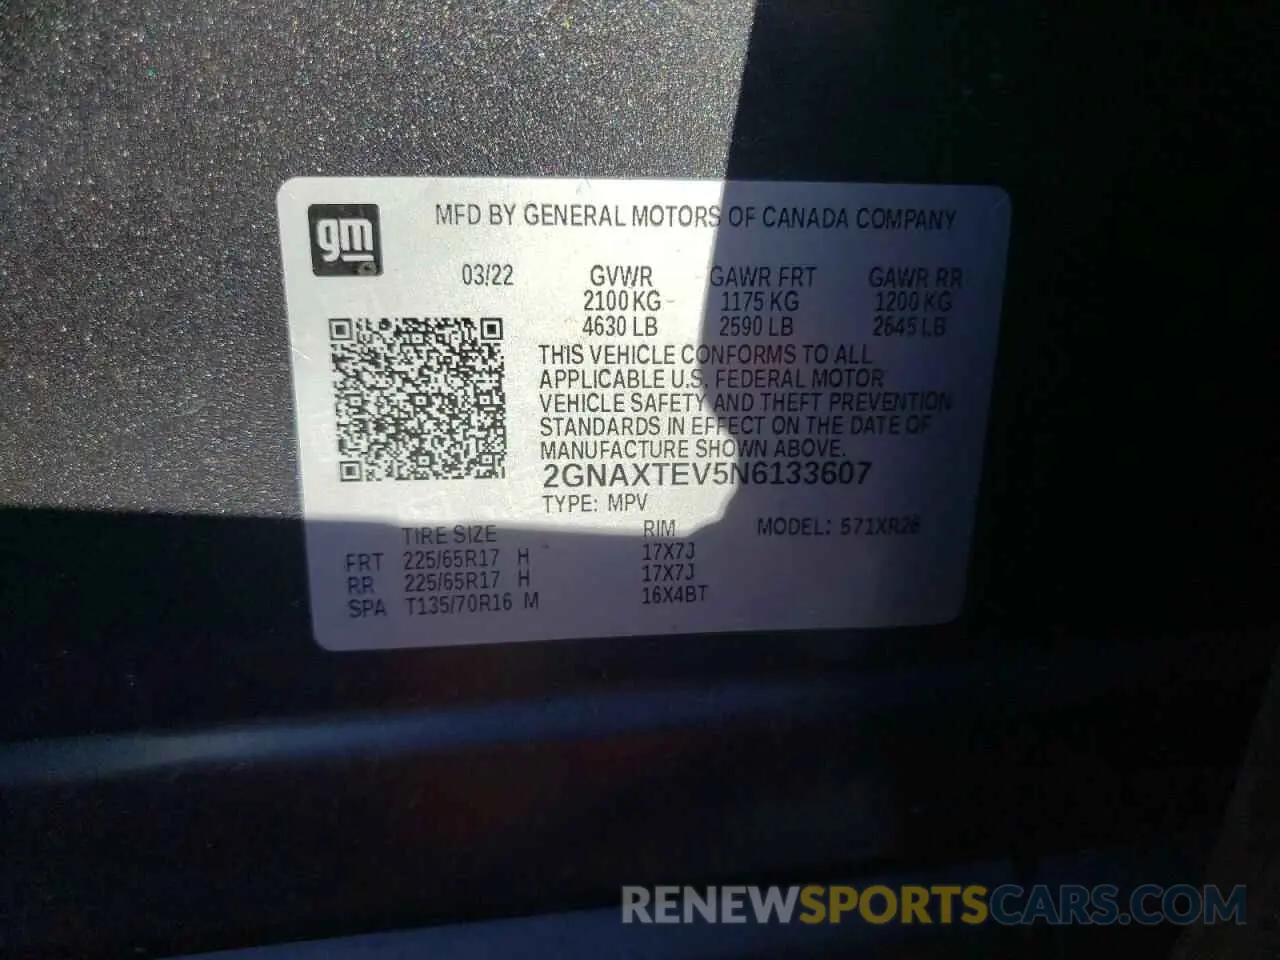 gm
MFD BY GENERAL MOTORS OF CANADA COMPANY
03/22 GVWR GAWR FRT GAWR RR
2100 KG 1175 KG 1200 KG
4630 LB 2590 LB 2645 LB
THIS VEHICLE CONFORMS TO ALL
APPLICABLE U.S. FEDERAL MOTOR
VEHICLE SAFETY AND THEFT PREVENTION
STANDARDS IN EFFECT ON THE DATE OF
MANUFACTURE SHOWN ABOVE.
2GNAXTEV5N6133607
TYPE: MPV
TIRE SIZE RIM MODEL: 571XR26
FRT 225/65R17 H 17X7J
RR 225/65R17 H 17X7J
SPA T135/70R16 M 16X4BT
RENEWSPORTSCARS.COM